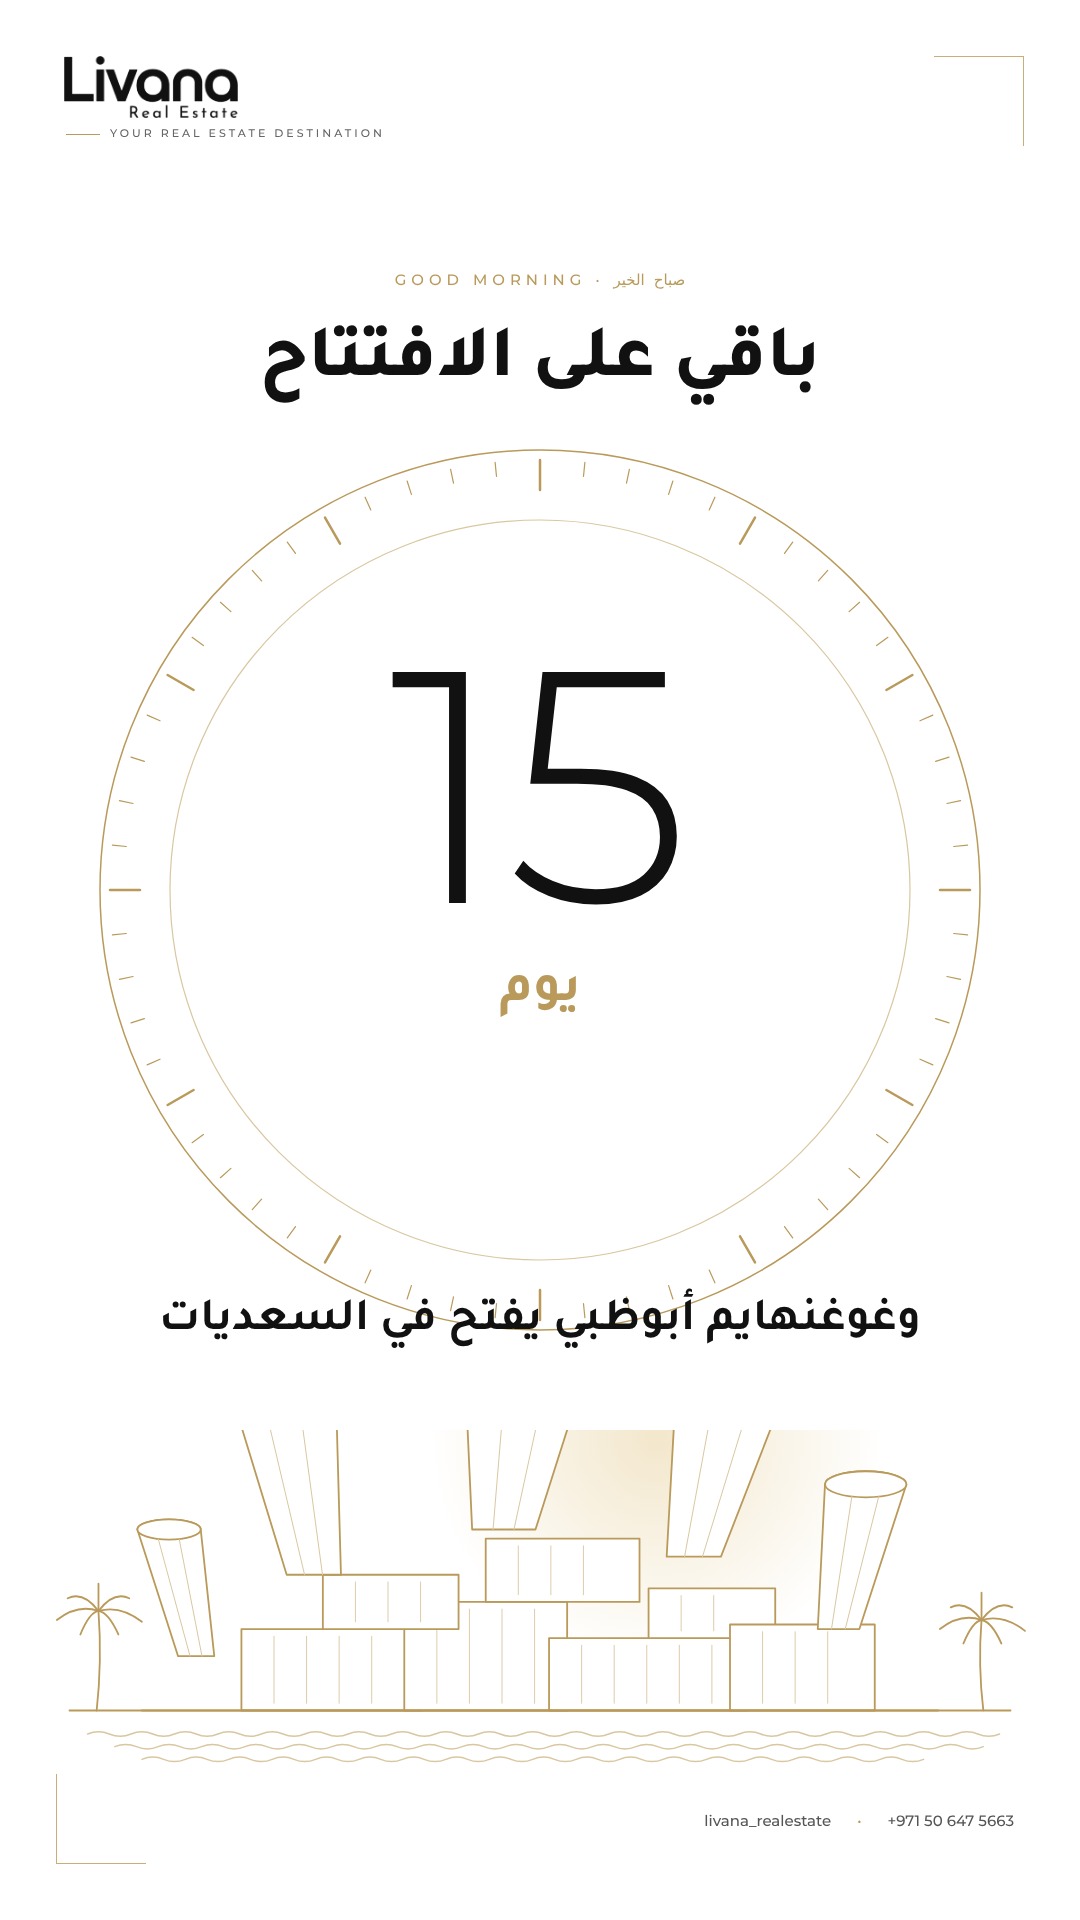 Livana
Real Estate
YOUR REAL ESTATE DESTINATION
GOOD MORNING · صباح الخير
باقي على الافتتاح
15
يوم
وغوغنهايم أبوظبي يفتح في السعديات
livana_realestate · +971 50 647 5663